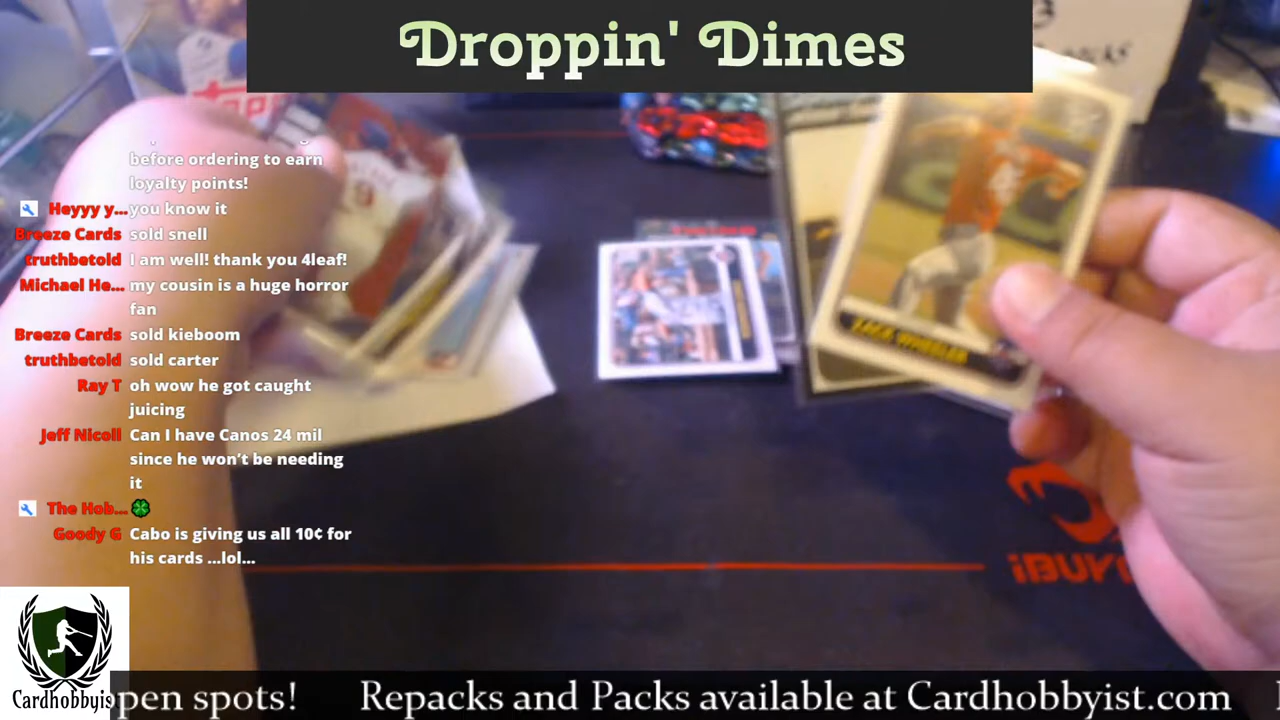 Droppin' Dimes
before ordering to earn
loyalty points!
Heyyy y... you know it
Breeze Cards sold snell
truthbetold I am well! thank you 4leaf!
Michael He... my cousin is a huge horror
fan
Breeze Cards sold kieboom
truthbetold sold carter
Ray T oh wow he got caught
juicing
Jeff Nicoll Can I have Canos 24 mil
since he won't be needing
it
The Hob... 🍀
Goody G Cabo is giving us all 10¢ for
his cards ...lol...
ZACK WHEELER
iBUY
Cardhobbyis
open spots! Repacks and Packs available at Cardhobbyist.com